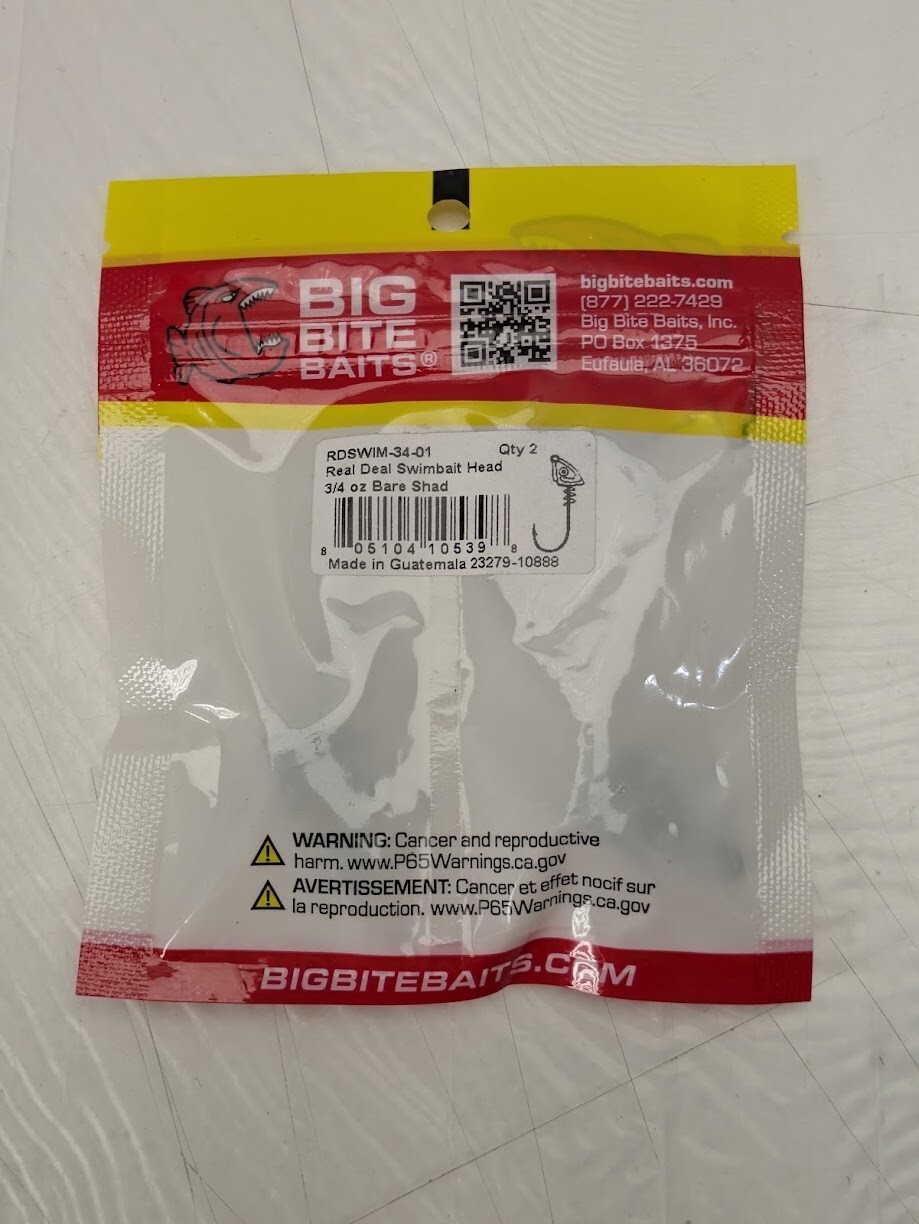 BIG
BITE
BAITS®
bigbitebaits.com
(877) 222-7429
Big Bite Baits, Inc.
PO Box 1375
Eufaula, AL 36072
RDSWIM-34-01 Qty 2
Real Deal Swimbait Head
3/4 oz Bare Shad
8 05104 10539 8
Made in Guatemala 23279-10888
WARNING: Cancer and reproductive
harm. www.P65Warnings.ca.gov
AVERTISSEMENT: Cancer et effet nocif sur
la reproduction. www.P65Warnings.ca.gov
BIGBITEBAITS.COM